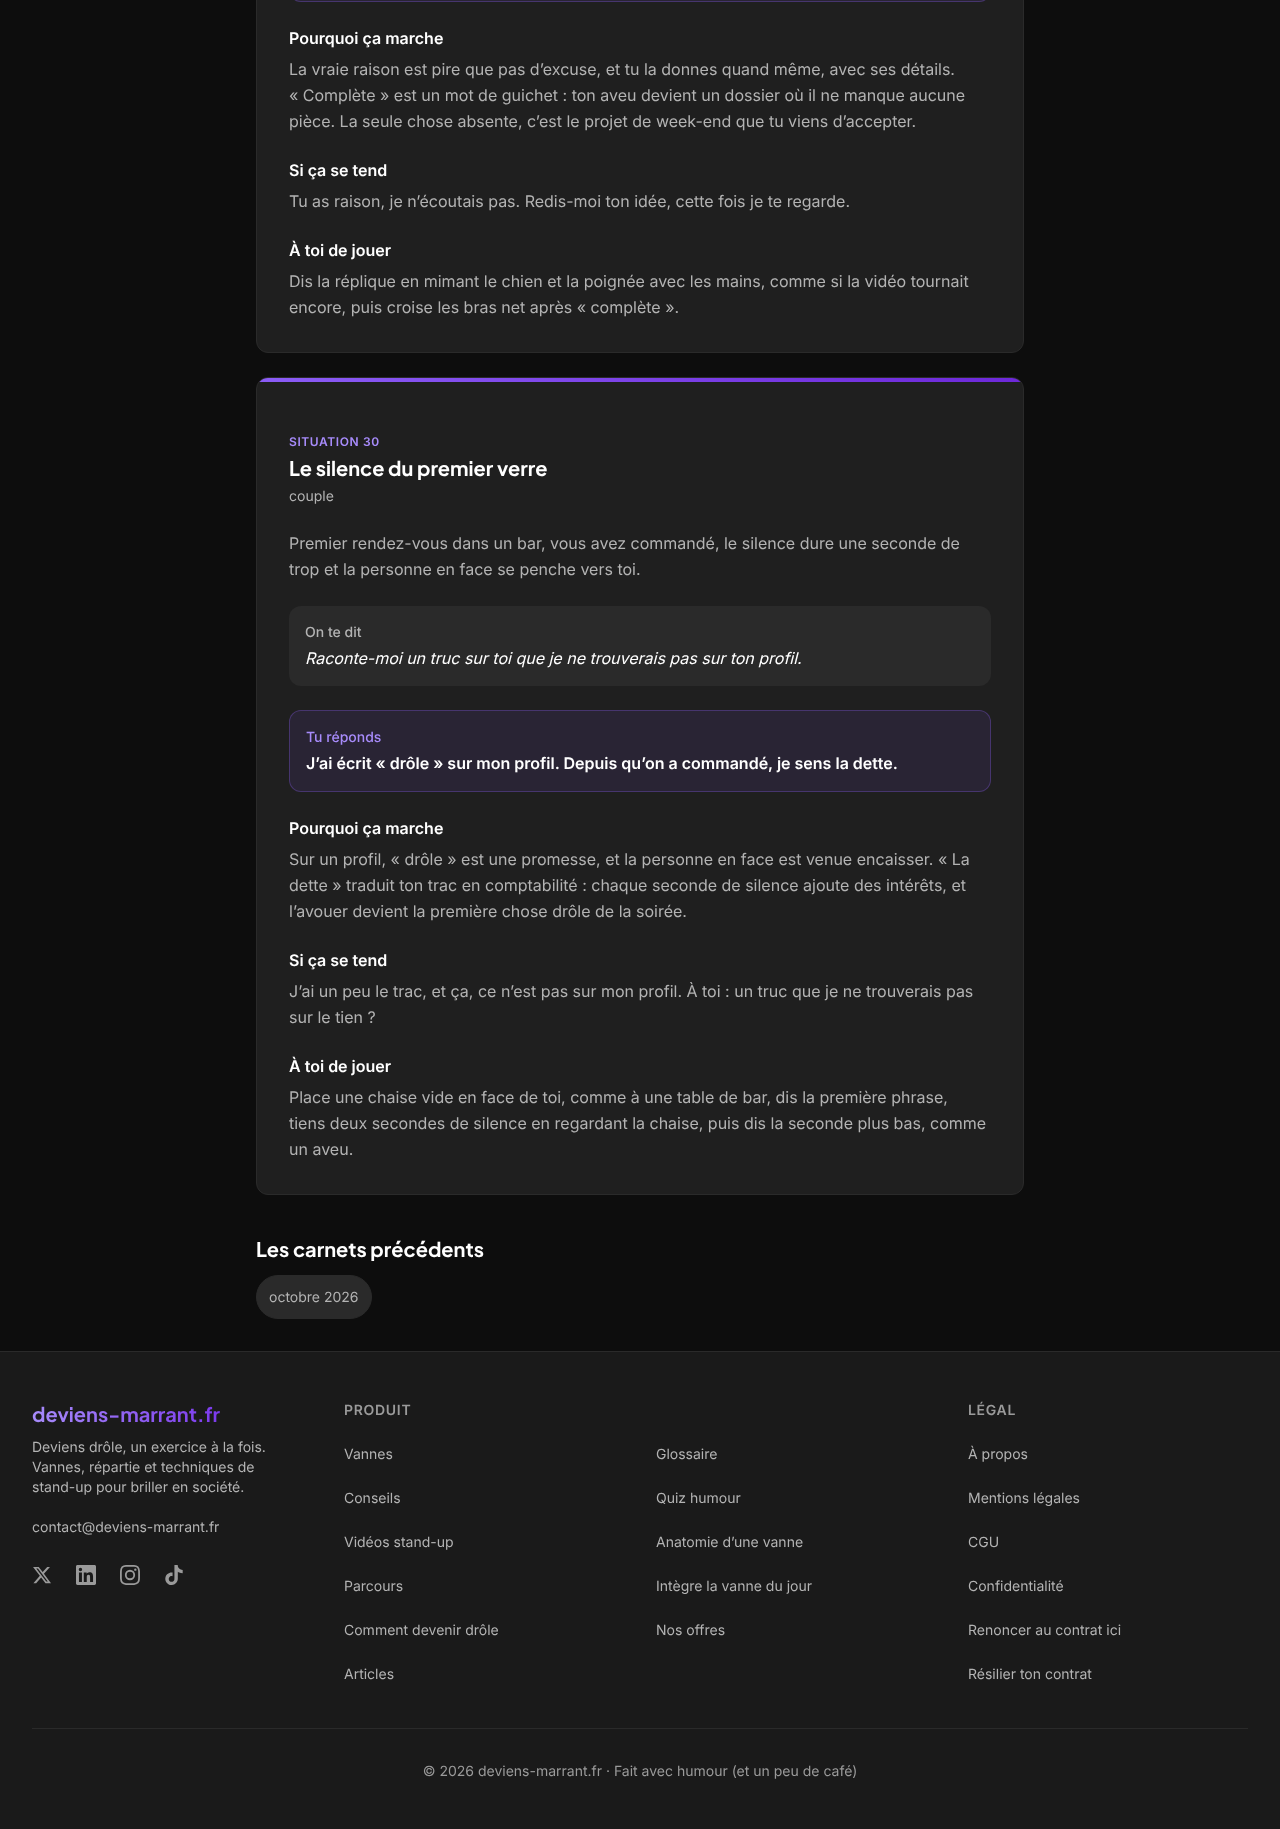 Pourquoi ça marche
La vraie raison est pire que pas d’excuse, et tu la donnes quand même, avec ses détails.
« Complète » est un mot de guichet : ton aveu devient un dossier où il ne manque aucune
pièce. La seule chose absente, c’est le projet de week-end que tu viens d’accepter.
Si ça se tend
Tu as raison, je n’écoutais pas. Redis-moi ton idée, cette fois je te regarde.
À toi de jouer
Dis la réplique en mimant le chien et la poignée avec les mains, comme si la vidéo tournait
encore, puis croise les bras net après « complète ».
SITUATION 30
Le silence du premier verre
couple
Premier rendez-vous dans un bar, vous avez commandé, le silence dure une seconde de
trop et la personne en face se penche vers toi.
On te dit
Raconte-moi un truc sur toi que je ne trouverais pas sur ton profil.
Tu réponds
J’ai écrit « drôle » sur mon profil. Depuis qu’on a commandé, je sens la dette.
Pourquoi ça marche
Sur un profil, « drôle » est une promesse, et la personne en face est venue encaisser. « La
dette » traduit ton trac en comptabilité : chaque seconde de silence ajoute des intérêts, et
l’avouer devient la première chose drôle de la soirée.
Si ça se tend
J’ai un peu le trac, et ça, ce n’est pas sur mon profil. À toi : un truc que je ne trouverais pas
sur le tien ?
À toi de jouer
Place une chaise vide en face de toi, comme à une table de bar, dis la première phrase,
tiens deux secondes de silence en regardant la chaise, puis dis la seconde plus bas, comme
un aveu.
Les carnets précédents
octobre 2026
deviens-marrant.fr
Deviens drôle, un exercice à la fois.
Vannes, répartie et techniques de
stand-up pour briller en société.
contact@deviens-marrant.fr
PRODUIT
Vannes
Conseils
Vidéos stand-up
Parcours
Comment devenir drôle
Articles
Glossaire
Quiz humour
Anatomie d’une vanne
Intègre la vanne du jour
Nos offres
LÉGAL
À propos
Mentions légales
CGU
Confidentialité
Renoncer au contrat ici
Résilier ton contrat
© 2026 deviens-marrant.fr · Fait avec humour (et un peu de café)